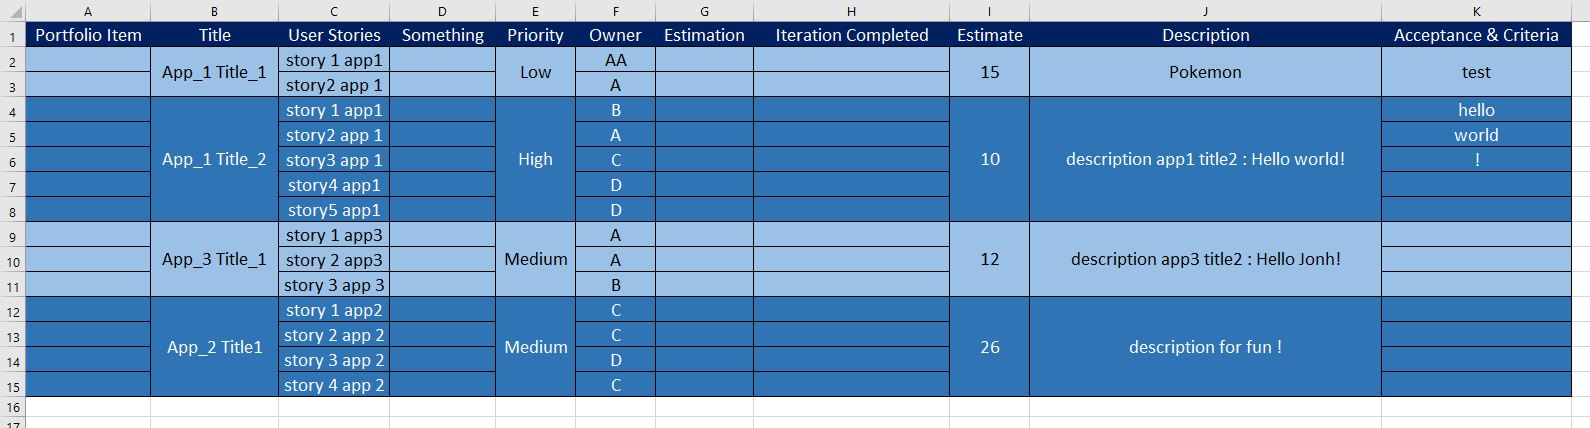 A B C D E F G H I J K
1 Portfolio Item Title User Stories Something Priority Owner Estimation Iteration Completed Estimate Description Acceptance & Criteria
2 story 1 app1 AA
App_1 Title_1 Low 15 Pokemon test
3 story2 app 1 A
4 story 1 app1 B hello
5 story2 app 1 A world
6 App_1 Title_2 story3 app 1 High C 10 description app1 title2 : Hello world! !
7 story4 app1 D
8 story5 app1 D
9 story 1 app3 A
10 App_3 Title_1 story 2 app3 Medium A 12 description app3 title2 : Hello Jonh!
11 story 3 app 3 B
12 story 1 app2 C
13 story 2 app 2 C
App_2 Title1 Medium 26 description for fun !
14 story 3 app 2 D
15 story 4 app 2 C
16
17